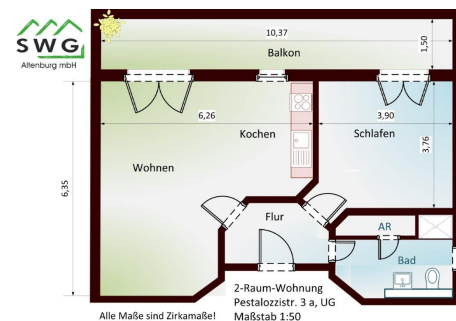 SWG
Altenburg mbH
10,37
1,50
Balkon
6,26
3,90
Kochen
Schlafen
3,76
Wohnen
6,35
Flur
AR
Bad
2-Raum-Wohnung
Pestalozzistr. 3 a, UG
Alle Maße sind Zirkamaße!
Maßstab 1:50